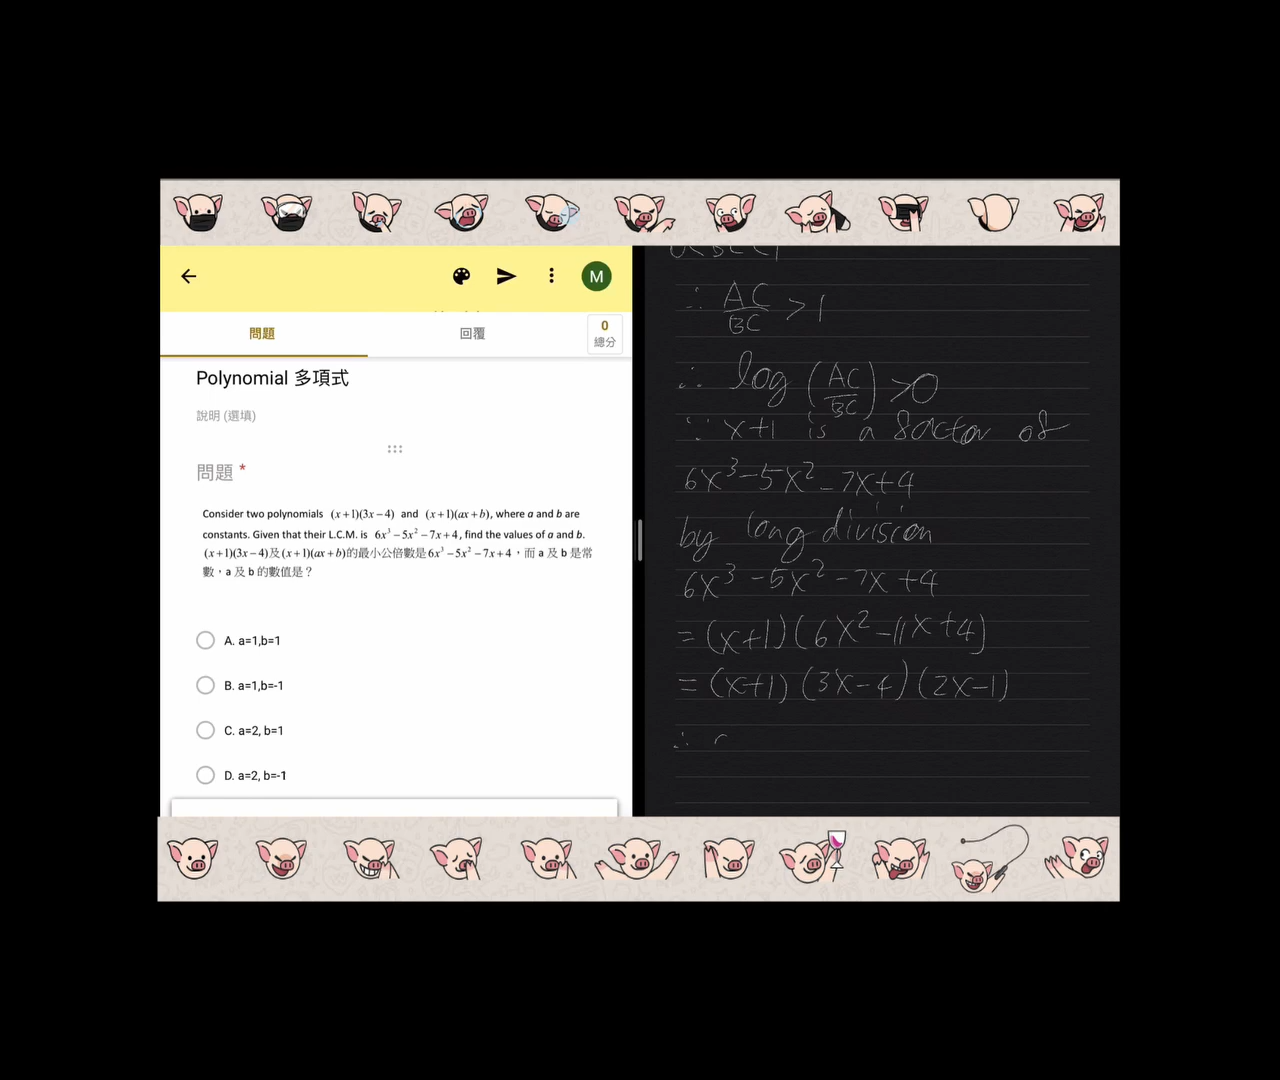 M
問題
回覆
0
總分
Polynomial 多項式
說明 (選填)
問題 *
Consider two polynomials (x+1)(3x−4) and (x+1)(ax+b), where a and b are
constants. Given that their L.C.M. is 6x³−5x²−7x+4, find the values of a and b.
(x+1)(3x−4)及(x+1)(ax+b)的最小公倍數是6x³−5x²−7x+4，而 a 及 b 是常
數，a 及 b 的數值是？
A. a=1,b=1
B. a=1,b=-1
C. a=2, b=1
D. a=2, b=-1
∴ AC/BC >1
∴ log (AC/BC) >0
∵ x+1 is a factor of
6x³−5x²−7x+4
by long division
6x³−5x²−7x+4
=(x+1)(6x²−11x+4)
=(x+1)(3x−4)(2x−1)
∴